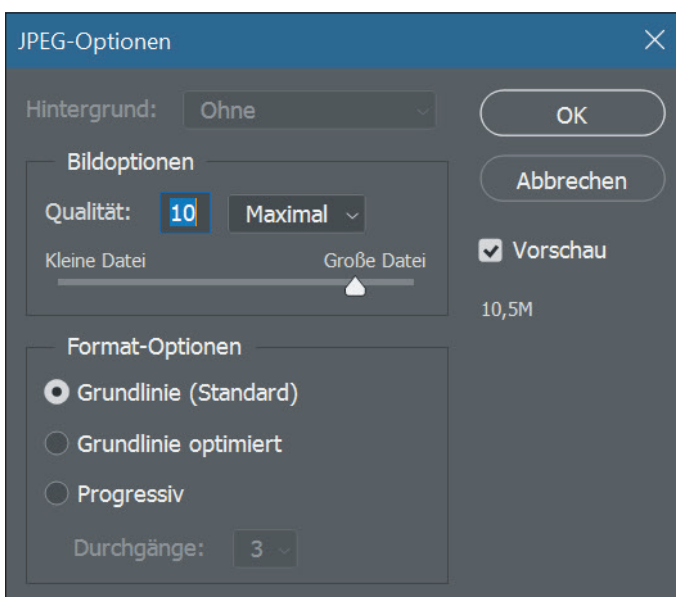 JPEG-Optionen
Hintergrund: Ohne
OK
Bildoptionen
Abbrechen
Qualität: 10 Maximal
Vorschau
Kleine Datei Große Datei
10,5M
Format-Optionen
Grundlinie (Standard)
Grundlinie optimiert
Progressiv
Durchgänge: 3